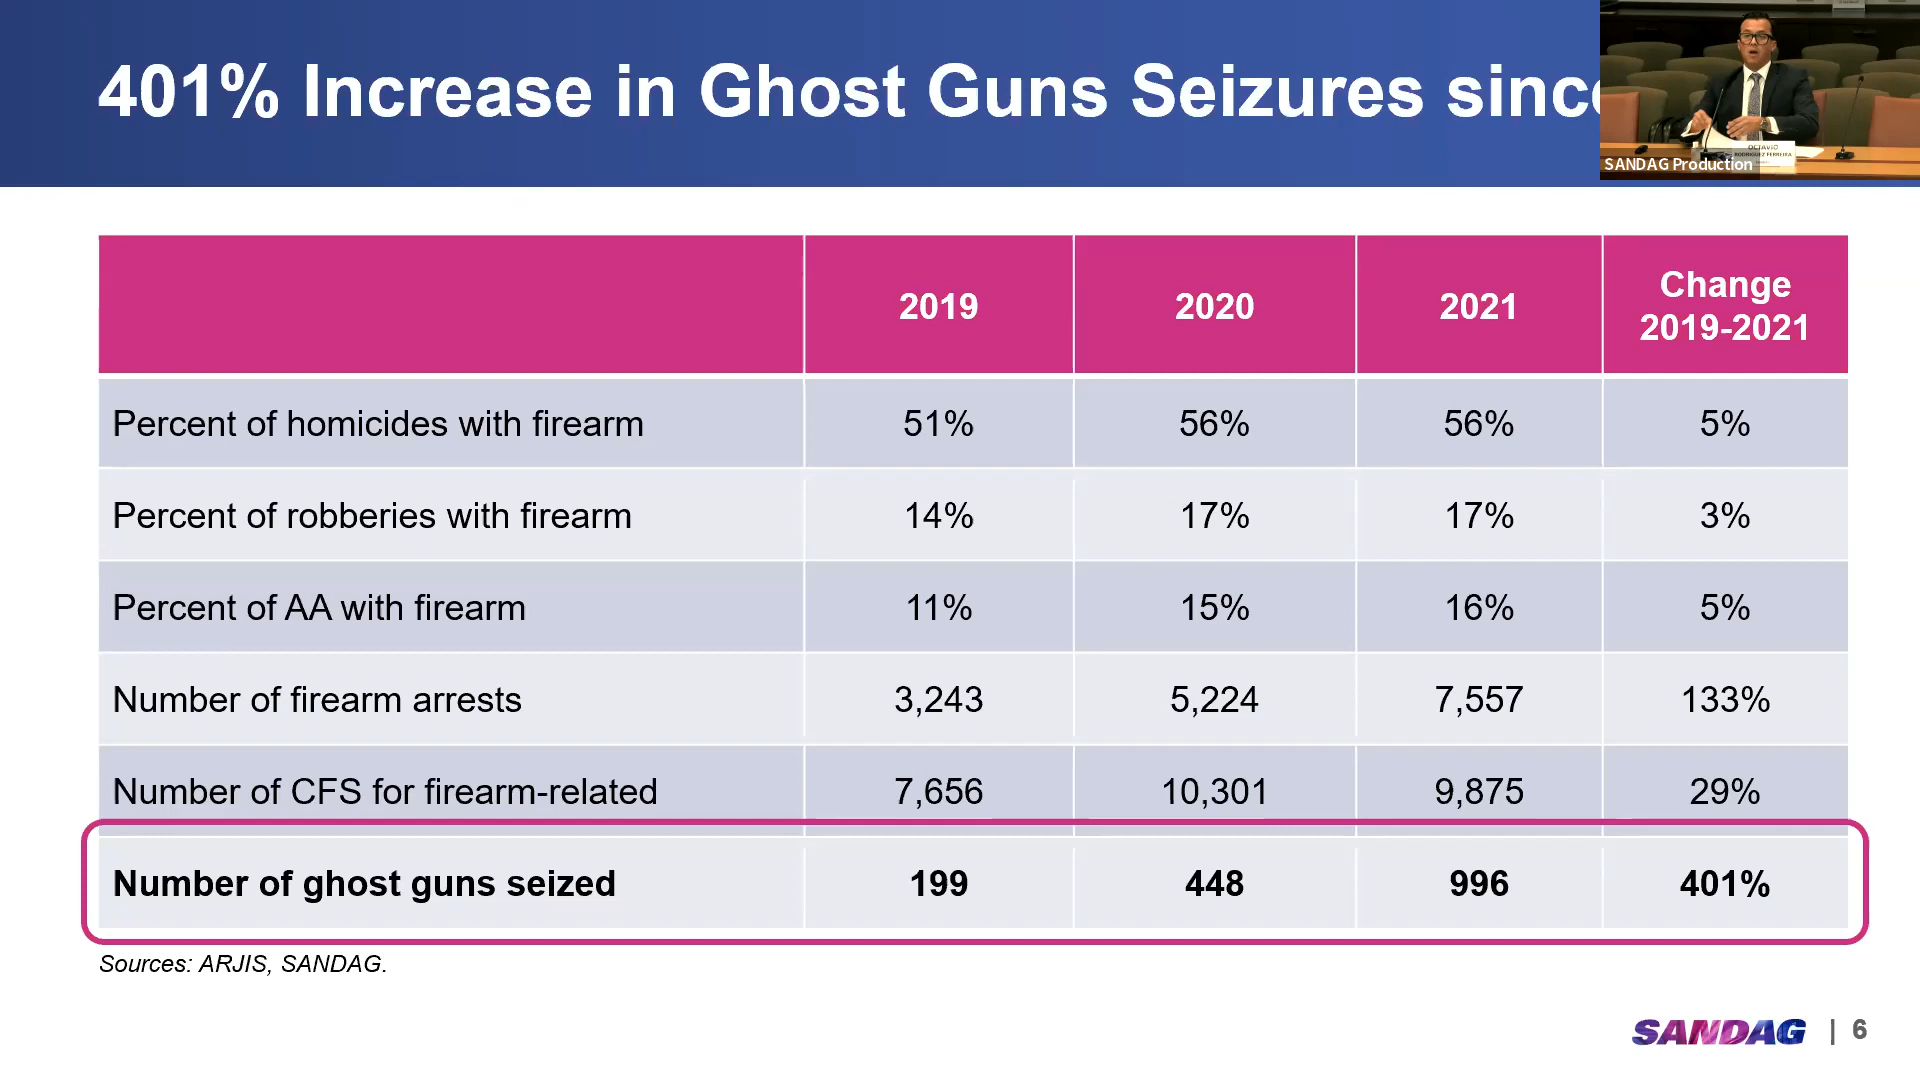 401% Increase in Ghost Guns Seizures since
SANDAG Production
OCTAVIO
RODRIGUEZ FERREIRA
2019 2020 2021 Change 2019-2021
Percent of homicides with firearm 51% 56% 56% 5%
Percent of robberies with firearm 14% 17% 17% 3%
Percent of AA with firearm 11% 15% 16% 5%
Number of firearm arrests 3,243 5,224 7,557 133%
Number of CFS for firearm-related 7,656 10,301 9,875 29%
Number of ghost guns seized 199 448 996 401%
Sources: ARJIS, SANDAG.
SANDAG | 6